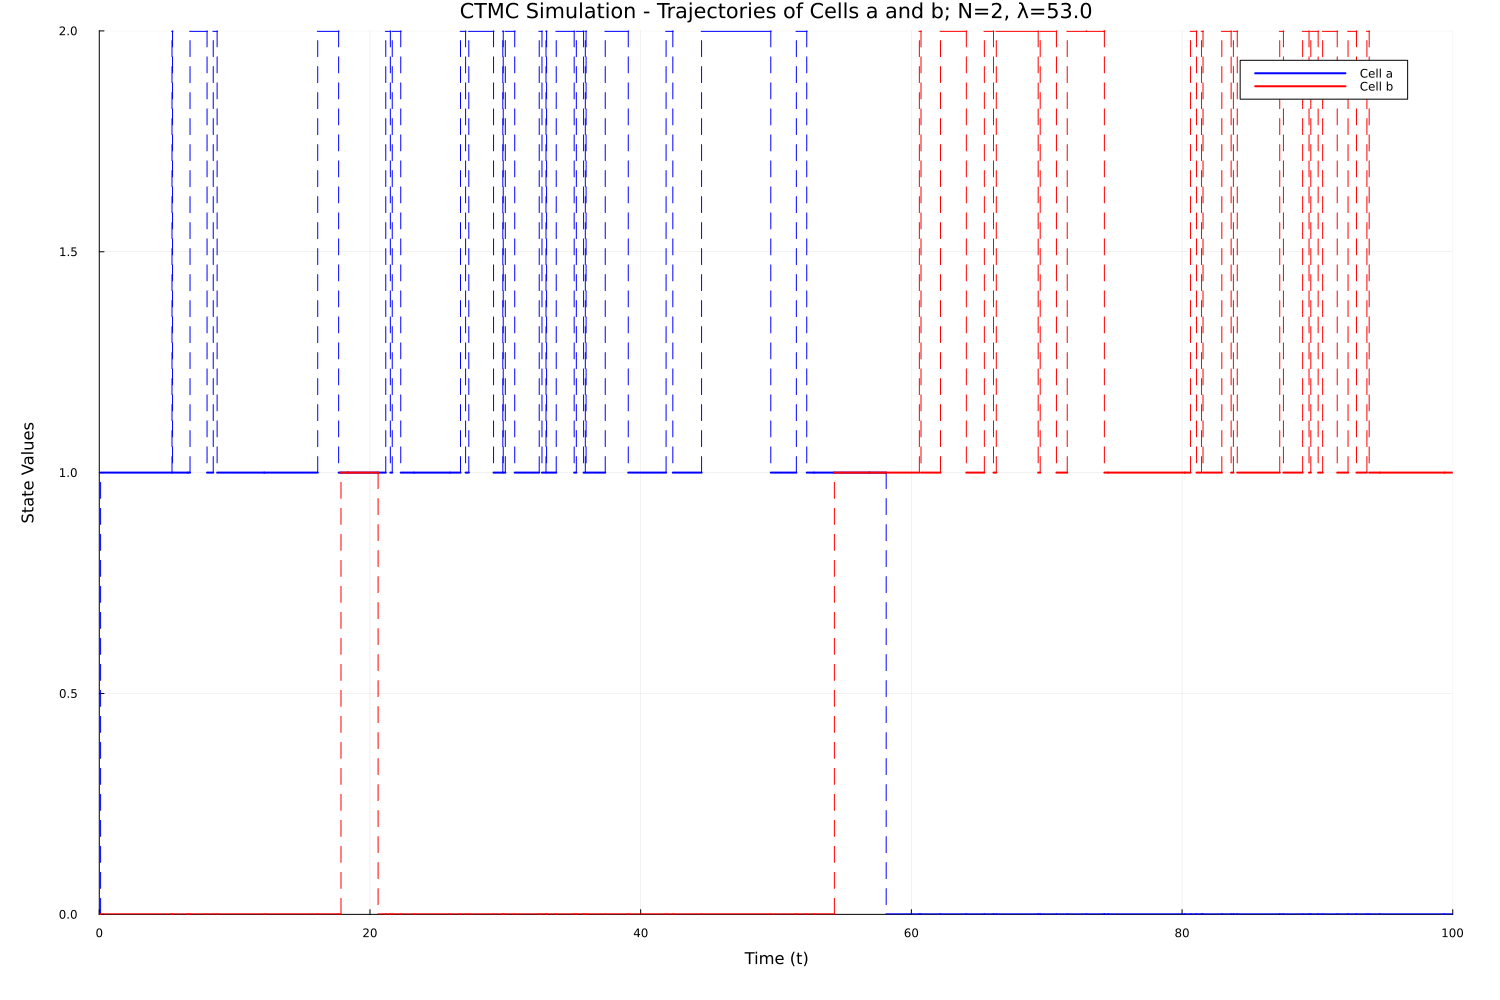 CTMC Simulation - Trajectories of Cells a and b; N=2, λ=53.0
2.0
Cell a
Cell b
1.5
1.0
State Values
0.5
0.0
0 20 40 60 80 100
Time (t)